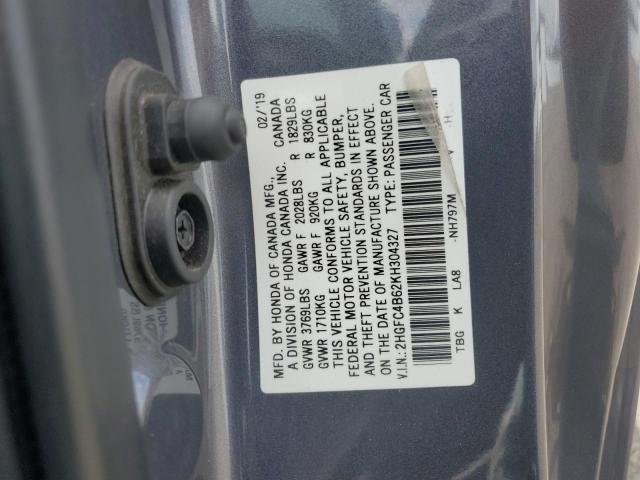 MFD. BY HONDA OF CANADA MFG., 02/'19
A DIVISION OF HONDA CANADA INC. CANADA
GVWR 3769LBS GAWR F 2028LBS R 1829LBS
GVWR 1710KG GAWR F 920KG R 830KG
THIS VEHICLE CONFORMS TO ALL APPLICABLE
FEDERAL MOTOR VEHICLE SAFETY, BUMPER,
AND THEFT PREVENTION STANDARDS IN EFFECT
ON THE DATE OF MANUFACTURE SHOWN ABOVE.
V.I.N.: 2HGFC4B62KH304327 TYPE: PASSENGER CAR
TBG K LA8 -NH797M V -H